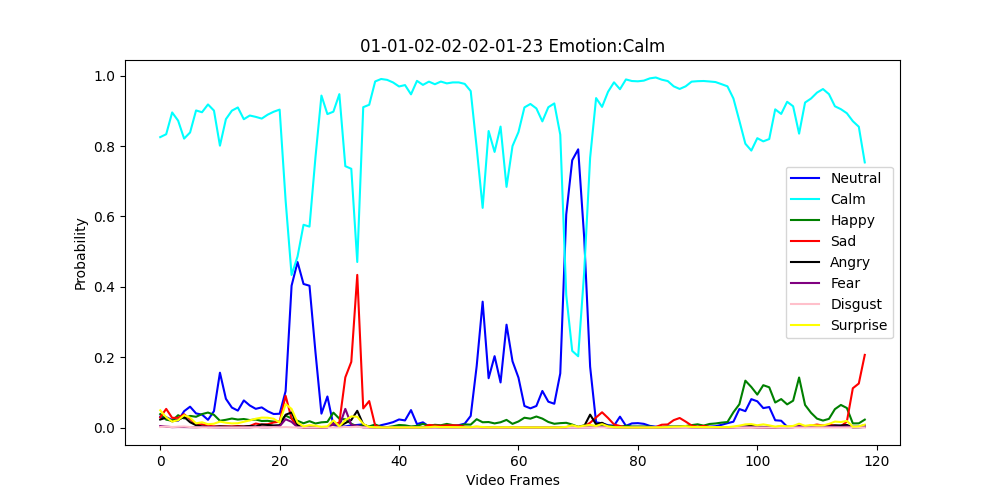 01-01-02-02-02-01-23 Emotion:Calm
1.0
0.8
0.6
0.4
0.2
0.0
Probability
0 20 40 60 80 100 120
Video Frames
Neutral
Calm
Happy
Sad
Angry
Fear
Disgust
Surprise